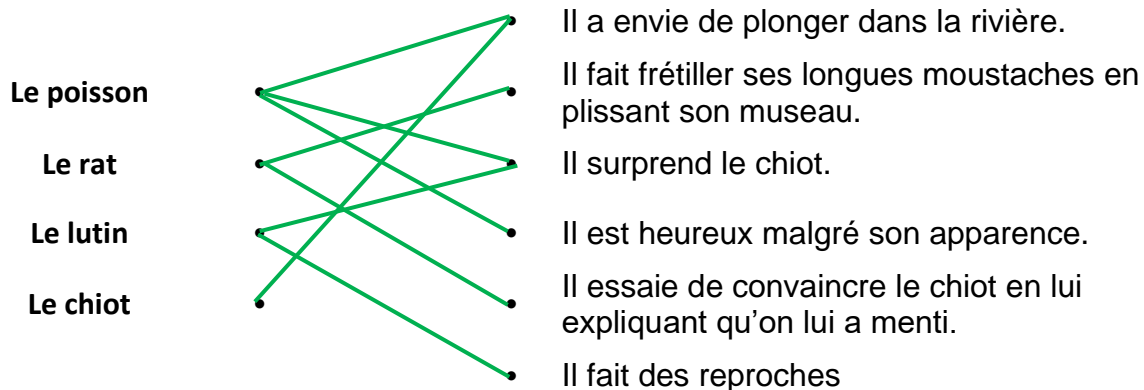 Il a envie de plonger dans la rivière.
Le poisson
Il fait frétiller ses longues moustaches en
plissant son museau.
Le rat
Il surprend le chiot.
Le lutin
Il est heureux malgré son apparence.
Le chiot
Il essaie de convaincre le chiot en lui
expliquant qu'on lui a menti.
Il fait des reproches